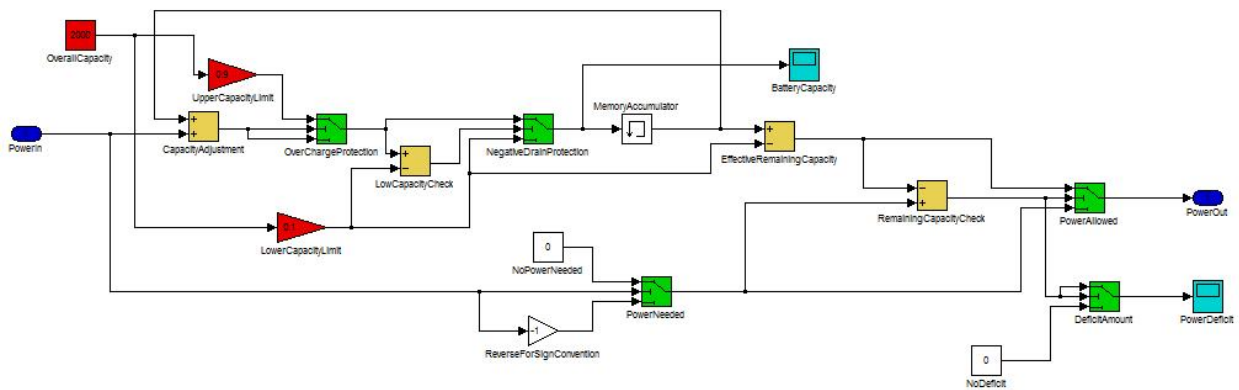 2000
OverallCapacity
0.9
UpperCapacityLimit
BatteryCapacity
MemoryAccumulator
PowerIn
CapacityAdjustment
OverChargeProtection
NegativeDrainProtection
EffectiveRemainingCapacity
LowCapacityCheck
RemainingCapacityCheck
PowerAllowed
PowerOut
0.1
LowerCapacityLimit
0
NoPowerNeeded
PowerNeeded
-1
ReverseForSignConvention
DeficitAmount
PowerDeficit
0
NoDeficit